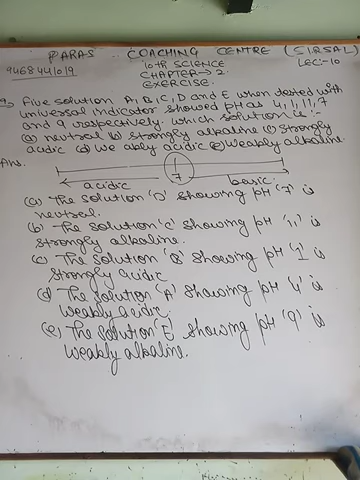 PARAS COACHING CENTRE (SIRSAL)
9468441019 10th SCIENCE LEC:-10
CHAPTER→2
EXERCISE.
Five solution A, B, C, D and E when tested with
universal indicator showed pH as 4, 1, 11, 7
and 9 respectively. which solution is:-
(a) neutral (b) strongly alkaline (c) strongly
acidic (d) we akly acidic (e) Weakly alkaline.
Ans.
7
acidic basic
(a) The solution 'D' showing pH '7' is
neutral.
(b) The solution 'C' showing pH '11' is
strongly alkaline.
(c) The solution 'B' showing pH '1' is
strongly acidic
(d) The solution 'A' showing pH '4' is
weakly acidic.
(e) The solution 'E' showing pH '9' is
weakly alkaline.